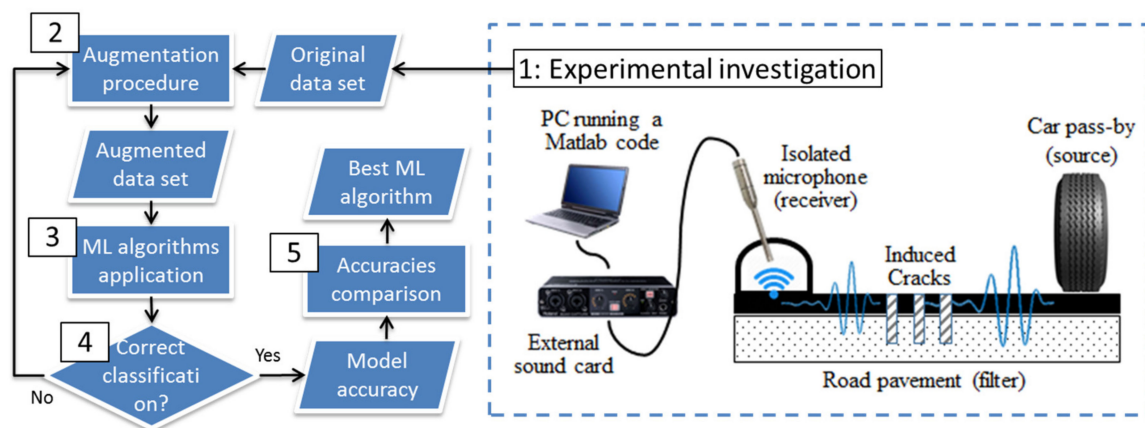 2
Augmentation
procedure
Original
data set
1: Experimental investigation
Augmented
data set
3
ML algorithms
application
4
Correct
classificati
on?
No
Yes
Model
accuracy
5
Accuracies
comparison
Best ML
algorithm
PC running a
Matlab code
Isolated
microphone
(receiver)
Car pass-by
(source)
Induced
Cracks
External
sound card
Road pavement (filter)